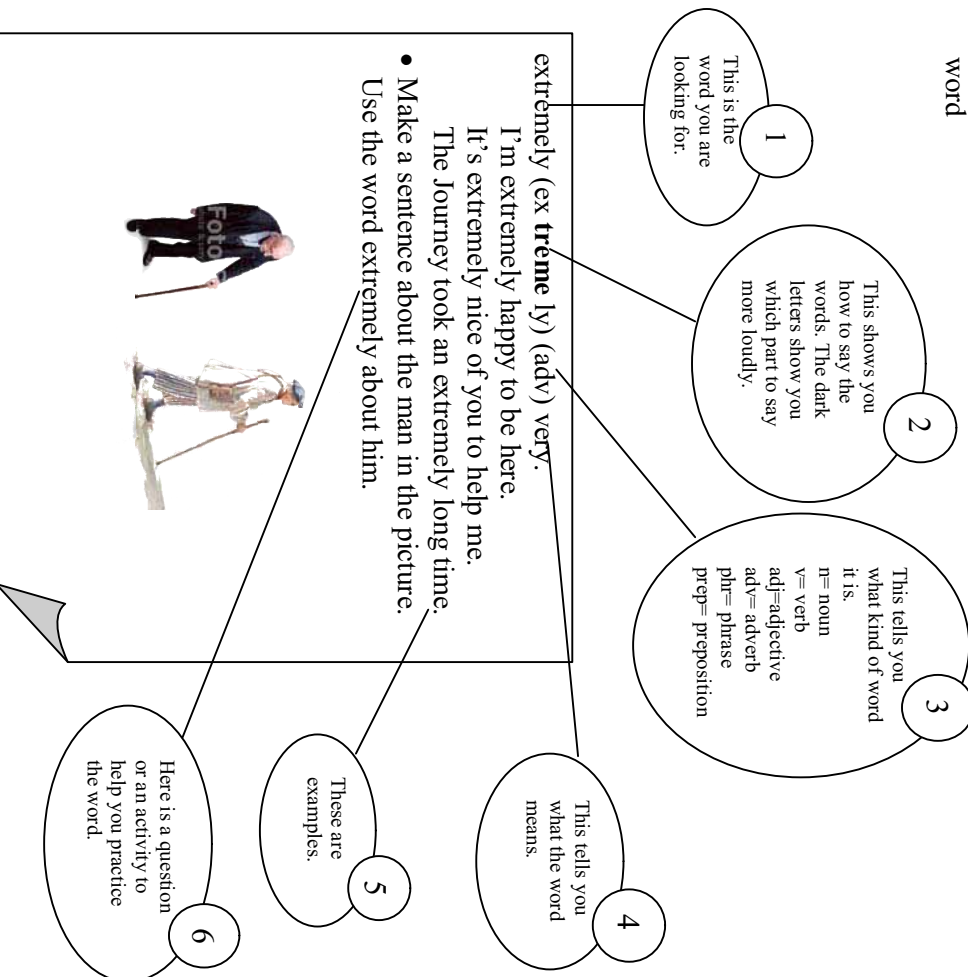 word
This is the
word you are
looking for.
1
This shows you
how to say the
words. The dark
letters show you
which part to say
more loudly.
2
This tells you
what kind of word
it is.
n= noun
v= verb
adj=adjective
adv= adverb
phr= phrase
prep= preposition
3
extremely (ex treme ly) (adv) very.
I'm extremely happy to be here.
It's extremely nice of you to help me.
The Journey took an extremely long time.
• Make a sentence about the man in the picture.
Use the word extremely about him.
Foto
This tells you
what the word
means.
4
These are
examples.
5
Here is a question
or an activity to
help you practice
the word.
6